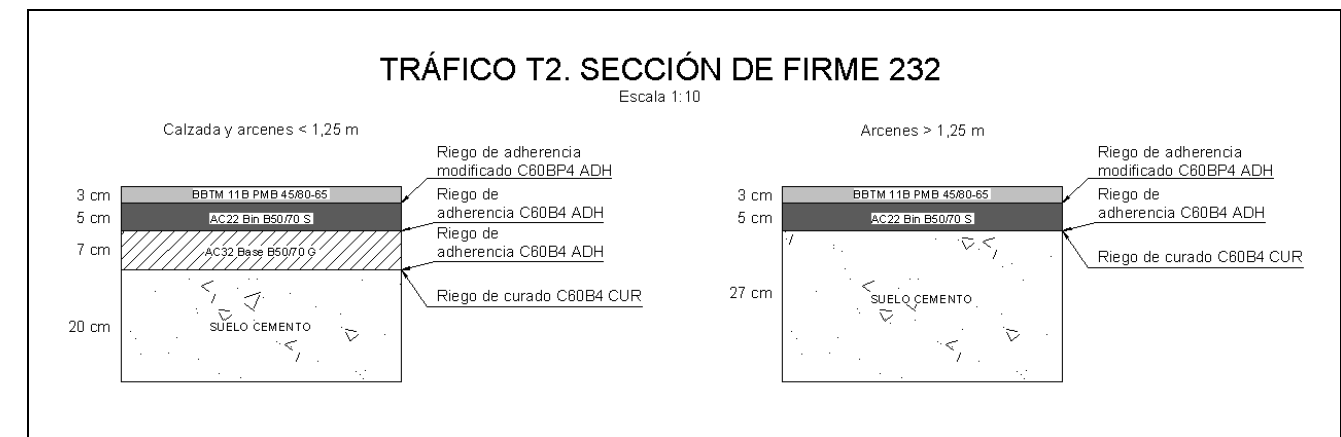 TRÁFICO T2. SECCIÓN DE FIRME 232
Escala 1:10
Calzada y arcenes < 1,25 m
3 cm
5 cm
7 cm
20 cm
BBTM 11B PMB 45/80-65
AC22 Bin B50/70 S
AC32 Base B50/70 G
SUELO CEMENTO
Riego de adherencia
modificado C60BP4 ADH
Riego de
adherencia C60B4 ADH
Riego de
adherencia C60B4 ADH
Riego de curado C60B4 CUR
Arcenes > 1,25 m
3 cm
5 cm
27 cm
BBTM 11B PMB 45/80-65
AC22 Bin B50/70 S
SUELO CEMENTO
Riego de adherencia
modificado C60BP4 ADH
Riego de
adherencia C60B4 ADH
Riego de curado C60B4 CUR